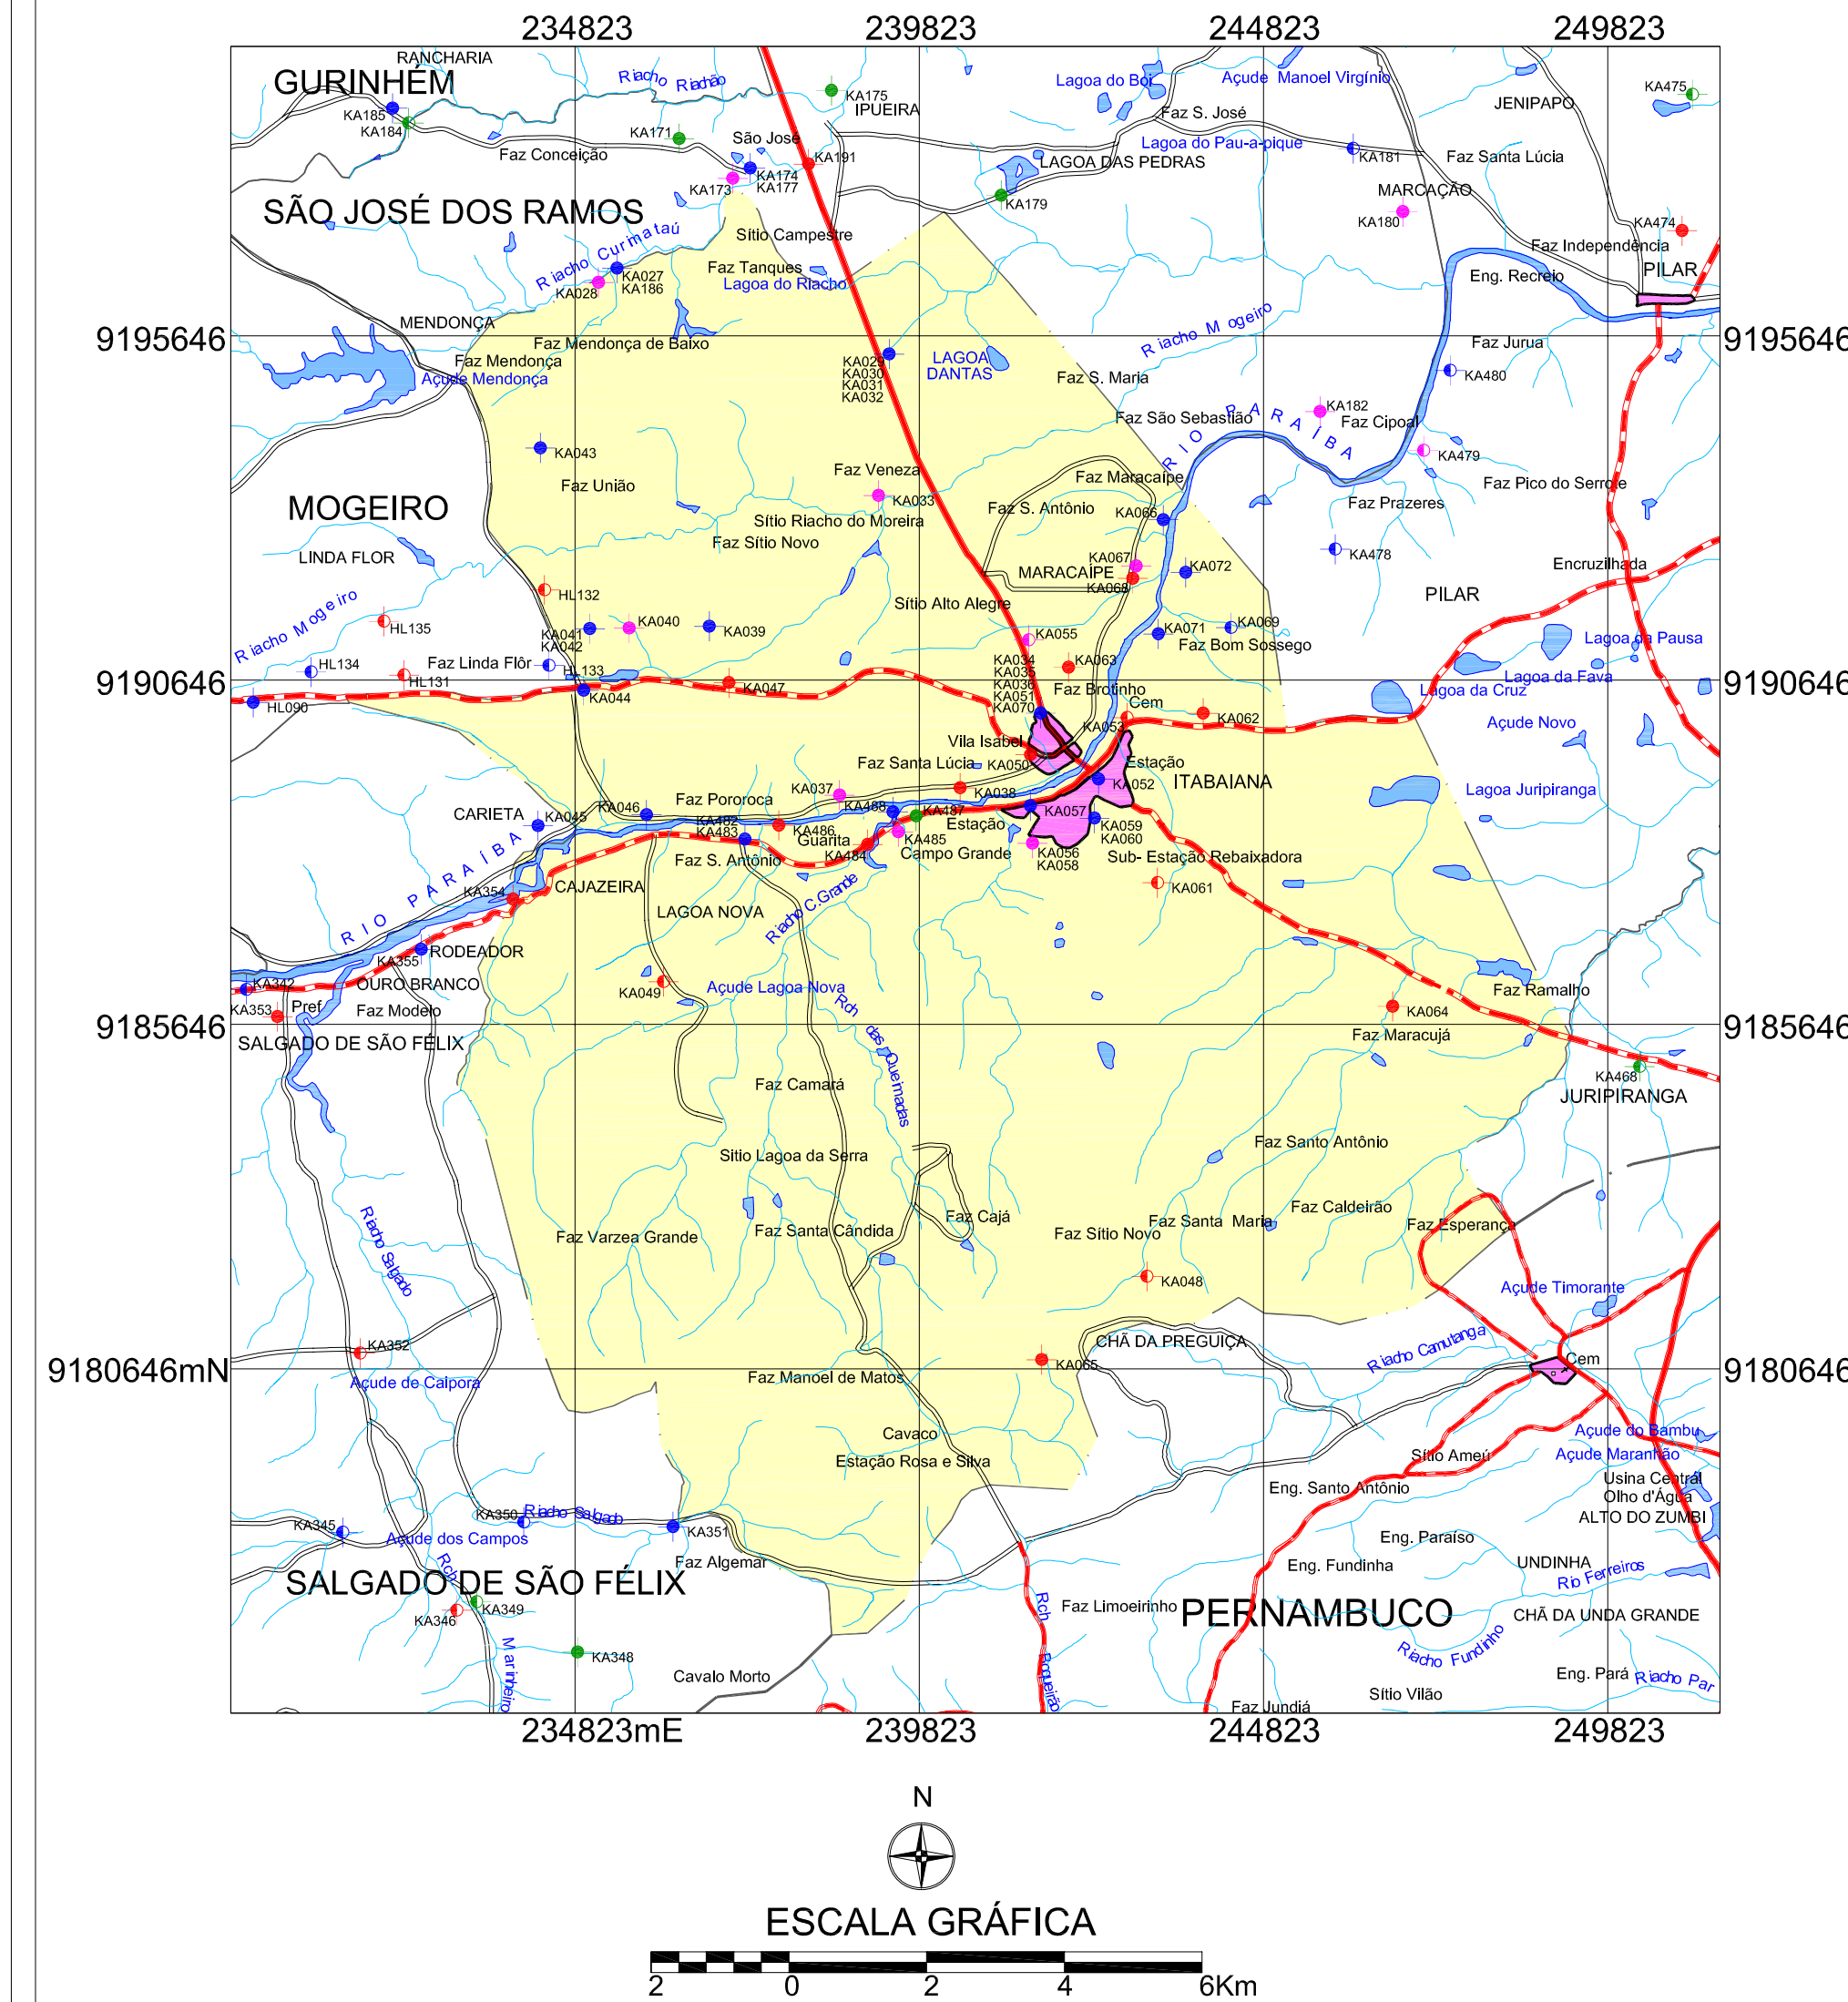 234823
239823
244823
249823
RANCHARIA
GURINHÉM
Riacho Riachão
KA175
IPUEIRA
Lagoa do Boi
Açude Manoel Virgínio
KA475
JENIPAPO
KA185
KA184
KA171
São José
Faz S. José
Faz Conceição
KA191
Lagoa do Pau-a-pique
KA181
Faz Santa Lúcia
LAGOA DAS PEDRAS
KA174
KA173
KA177
MARCAÇÃO
KA179
SÃO JOSÉ DOS RAMOS
KA180
KA474
Sítio Campestre
Riacho Curimataú
Faz Independência
Faz Tanques
PILAR
KA027
Eng. Recreio
Lagoa do Riacho
KA028
KA186
MENDONÇA
Riacho Mogeiro
9195646
9195646
Faz Mendonça de Baixo
Faz Jurua
Faz Mendonça
KA029
LAGOA
DANTAS
KA030
KA031
KA032
Açude Mendonça
Faz S. Maria
KA480
KA182
Faz São Sebastião
Faz Cipoal
RIO PARAÍBA
KA043
KA479
Faz Veneza
Faz Maracaípe
Faz União
Faz Pico do Serrote
KA033
MOGEIRO
Faz S. Antônio
Faz Prazeres
Sítio Riacho do Moreira
KA066
Faz Sítio Novo
LINDA FLOR
KA067
KA478
MARACAÍPE
KA072
Encruzilhada
KA068
HL132
PILAR
Sítio Alto Alegre
Riacho Mogeiro
HL135
KA041
KA040
KA039
KA055
KA071
KA069
Lagoa da Pausa
KA042
Faz Bom Sossego
HL134
Faz Linda Flôr
HL133
KA034
KA063
KA035
Lagoa da Fava
HL131
KA036
9190646
9190646
KA047
Faz Brotinho
Lagoa da Cruz
KA044
KA051
Cem
HL090
KA070
KA062
Açude Novo
KA053
Vila Isabel
Faz Santa Lúcia
KA050
Estação
ITABAIANA
KA037
KA038
KA052
Lagoa Juripiranga
KA046
Faz Pororoca
KA488
KA487
KA057
CARIETA
KA045
KA482
KA486
Estação
KA059
KA483
Guarita
KA485
KA060
KA484
Campo Grande
KA056
Sub- Estação Rebaixadora
Faz S. Antônio
KA058
RIO PARAÍBA
KA061
KA354
CAJAZEIRA
Riacho C.Grande
LAGOA NOVA
RODEADOR
KA355
OURO BRANCO
KA342
KA049
Açude Lagoa Nova
Faz Ramalho
KA353
Pref
Faz Modelo
KA064
9185646
9185646
Rch das Queimadas
SALGADO DE SÃO FÉLIX
Faz Maracujá
KA468
Faz Camará
JURIPIRANGA
Faz Santo Antônio
Sitio Lagoa da Serra
Faz Caldeirão
Riacho Salgado
Faz Cajá
Faz Santa Maria
Faz Esperança
Faz Varzea Grande
Faz Santa Cândida
Faz Sítio Novo
KA048
Açude Timorante
KA352
CHÃ DA PREGUIÇA
Riacho Camutanga
Cem
9180646mN
9180646
KA065
Açude de Caipora
Faz Manoel de Matos
Cavaco
Açude do Bambu
Estação Rosa e Silva
Sítio Ameú
Açude Maranhão
Usina Central
Olho d'Água
Eng. Santo Antônio
KA350
Riacho Salgado
ALTO DO ZUMBI
KA345
Açude dos Campos
KA351
Eng. Paraíso
Faz Algemar
Eng. Fundinha
UNDINHA
SALGADO DE SÃO FÉLIX
Rio Ferreiros
Rch Marinheiro
KA349
KA346
Faz Limoeirinho
PERNAMBUCO
CHÃ DA UNDA GRANDE
Rch Boqueirão
Riacho Fundinho
KA348
Cavalo Morto
Eng. Pará
Riacho Par
Sítio Vilão
Faz Jundiá
234823mE
239823
244823
249823
N
ESCALA GRÁFICA
2 0 2 4 6Km